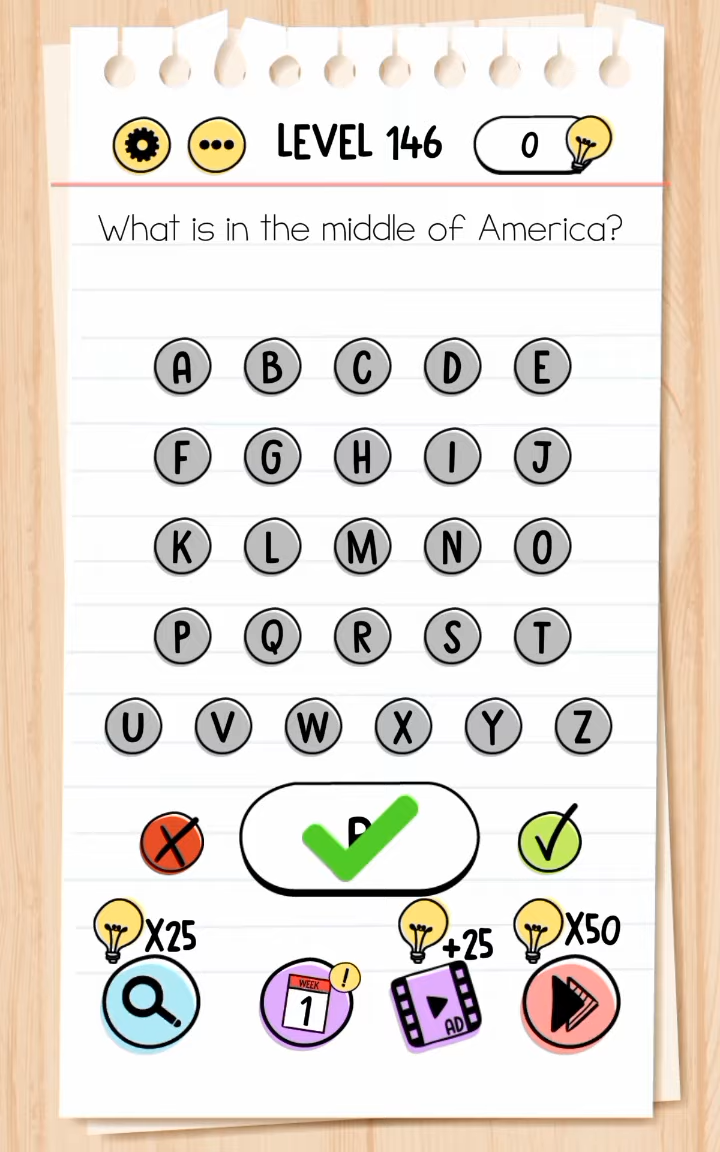 LEVEL 146
0
What is in the middle of America?
A B C D E
F G H I J
K L M N O
P Q R S T
U V W X Y Z
X25
+25
X50
WEEK
1
!
AD